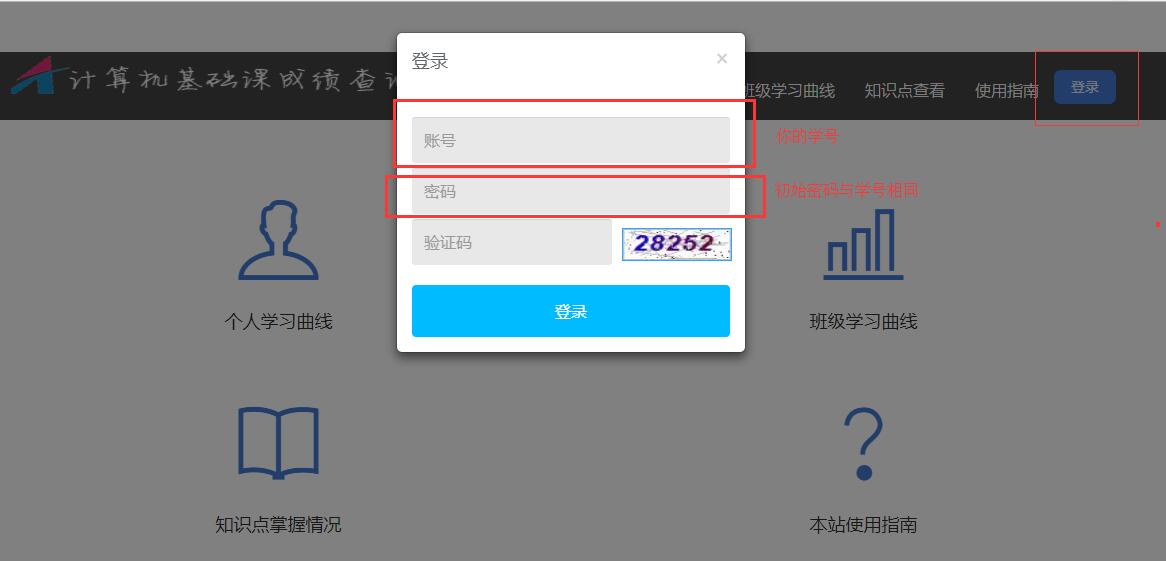 登录
×
计算机基础课成绩查
班级学习曲线
知识点查看
使用指南
登录
账号
你的学号
密码
初始密码与学号相同
验证码
28252
登录
个人学习曲线
班级学习曲线
知识点掌握情况
本站使用指南